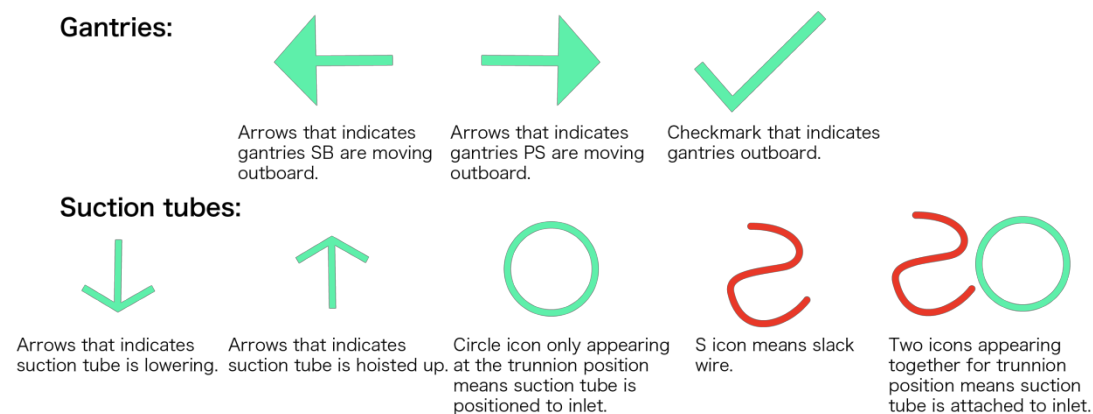 Gantries:
Arrows that indicates
gantries SB are moving
outboard.
Arrows that indicates
gantries PS are moving
outboard.
Checkmark that indicates
gantries outboard.
Suction tubes:
Arrows that indicates
suction tube is lowering.
Arrows that indicates
suction tube is hoisted up.
Circle icon only appearing
at the trunnion position
means suction tube is
positioned to inlet.
S icon means slack
wire.
Two icons appearing
together for trunnion
position means suction
tube is attached to inlet.